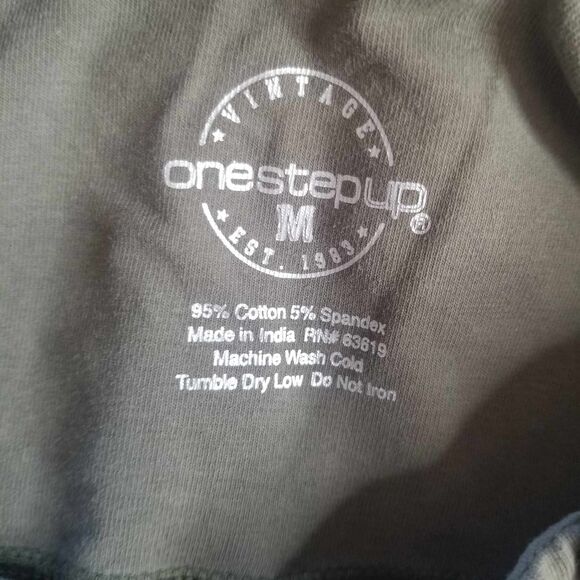 VINTAGE
onestepup®
M
EST. 1983
95% Cotton 5% Spandex
Made in India RN# 63619
Machine Wash Cold
Tumble Dry Low Do Not Iron